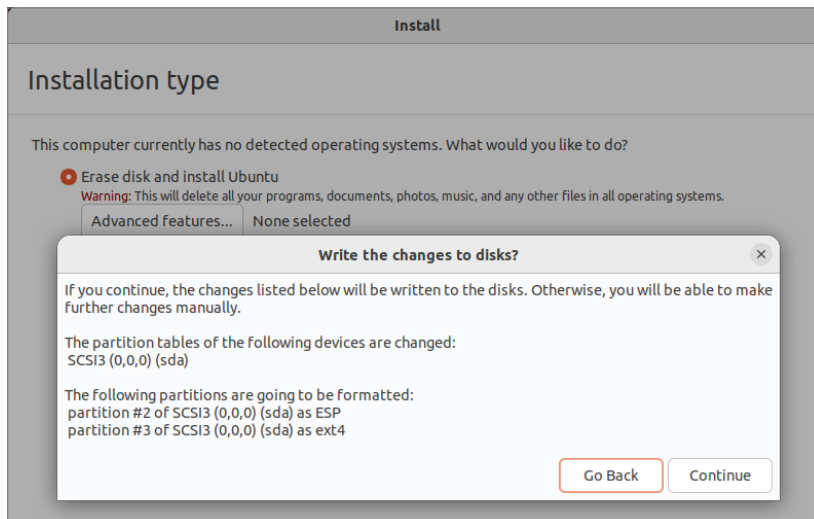 Install
Installation type
This computer currently has no detected operating systems. What would you like to do?
Erase disk and install Ubuntu
Warning: This will delete all your programs, documents, photos, music, and any other files in all operating systems.
Advanced features... None selected
Write the changes to disks?
If you continue, the changes listed below will be written to the disks. Otherwise, you will be able to make
further changes manually.
The partition tables of the following devices are changed:
SCSI3 (0,0,0) (sda)
The following partitions are going to be formatted:
partition #2 of SCSI3 (0,0,0) (sda) as ESP
partition #3 of SCSI3 (0,0,0) (sda) as ext4
Go Back Continue